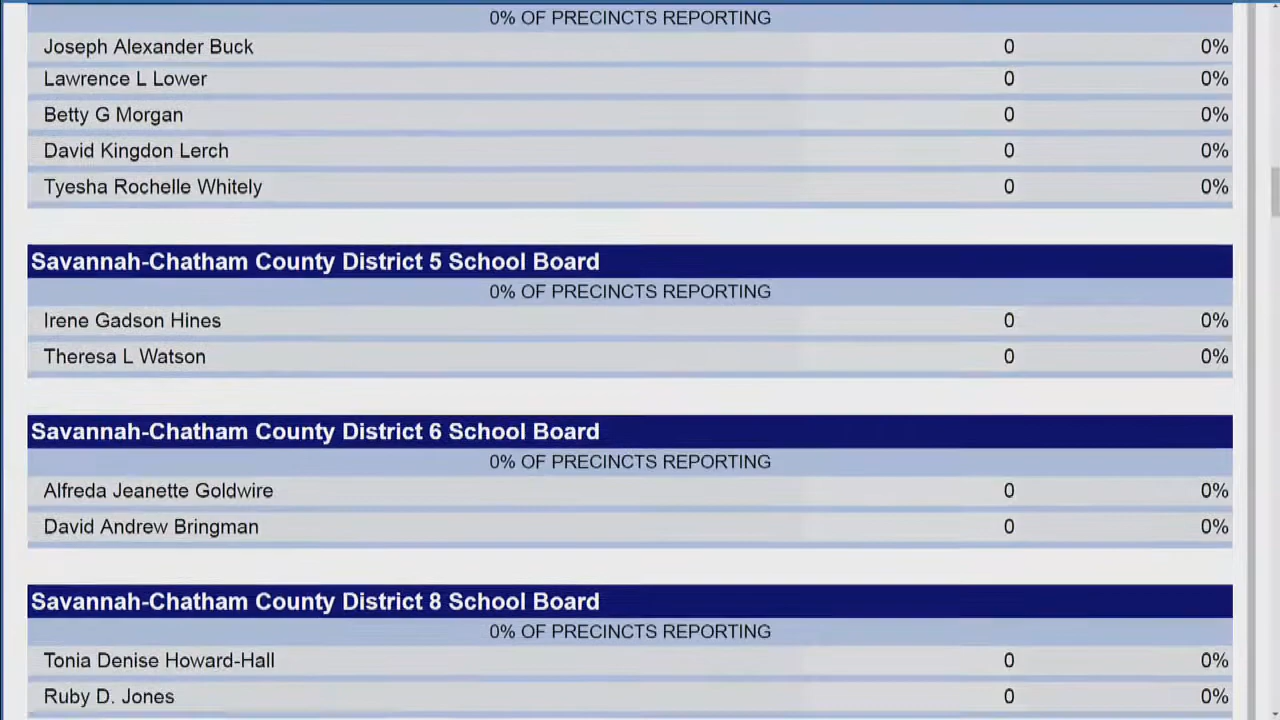 0% OF PRECINCTS REPORTING
Joseph Alexander Buck 0 0%
Lawrence L Lower 0 0%
Betty G Morgan 0 0%
David Kingdon Lerch 0 0%
Tyesha Rochelle Whitely 0 0%
Savannah-Chatham County District 5 School Board
0% OF PRECINCTS REPORTING
Irene Gadson Hines 0 0%
Theresa L Watson 0 0%
Savannah-Chatham County District 6 School Board
0% OF PRECINCTS REPORTING
Alfreda Jeanette Goldwire 0 0%
David Andrew Bringman 0 0%
Savannah-Chatham County District 8 School Board
0% OF PRECINCTS REPORTING
Tonia Denise Howard-Hall 0 0%
Ruby D. Jones 0 0%